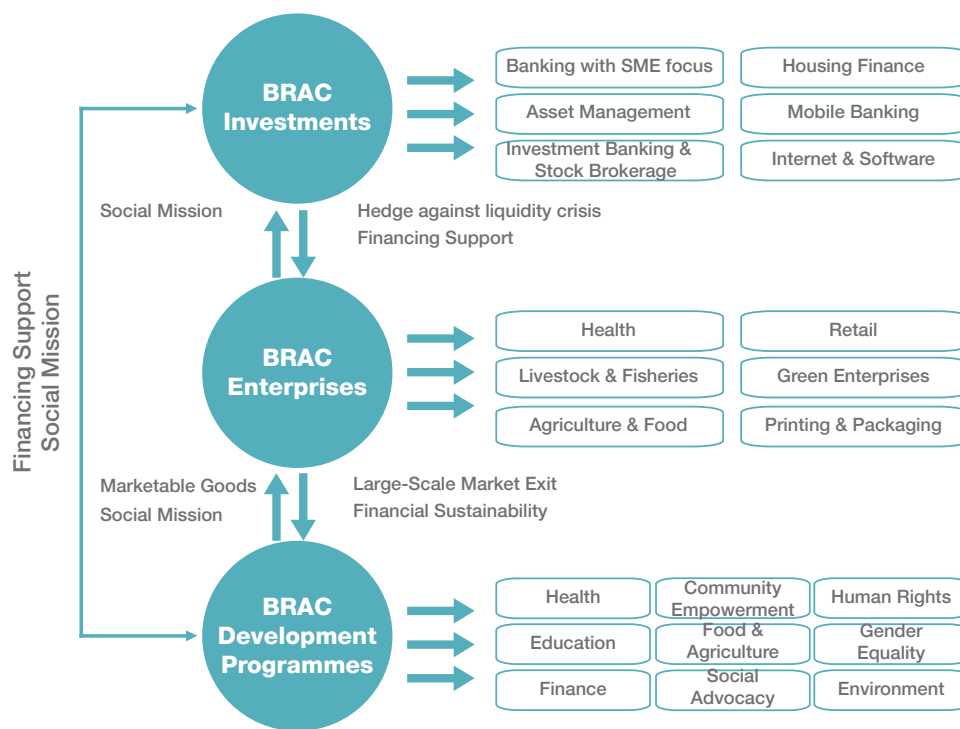 BRAC
Investments
Banking with SME focus
Housing Finance
Asset Management
Mobile Banking
Investment Banking &
Stock Brokerage
Internet & Software
Social Mission
Hedge against liquidity crisis
Financing Support
Financing Support
Social Mission
BRAC
Enterprises
Health
Retail
Livestock & Fisheries
Green Enterprises
Agriculture & Food
Printing & Packaging
Marketable Goods
Social Mission
Large-Scale Market Exit
Financial Sustainability
BRAC
Development
Programmes
Health
Community
Empowerment
Human Rights
Education
Food &
Agriculture
Gender
Equality
Finance
Social
Advocacy
Environment